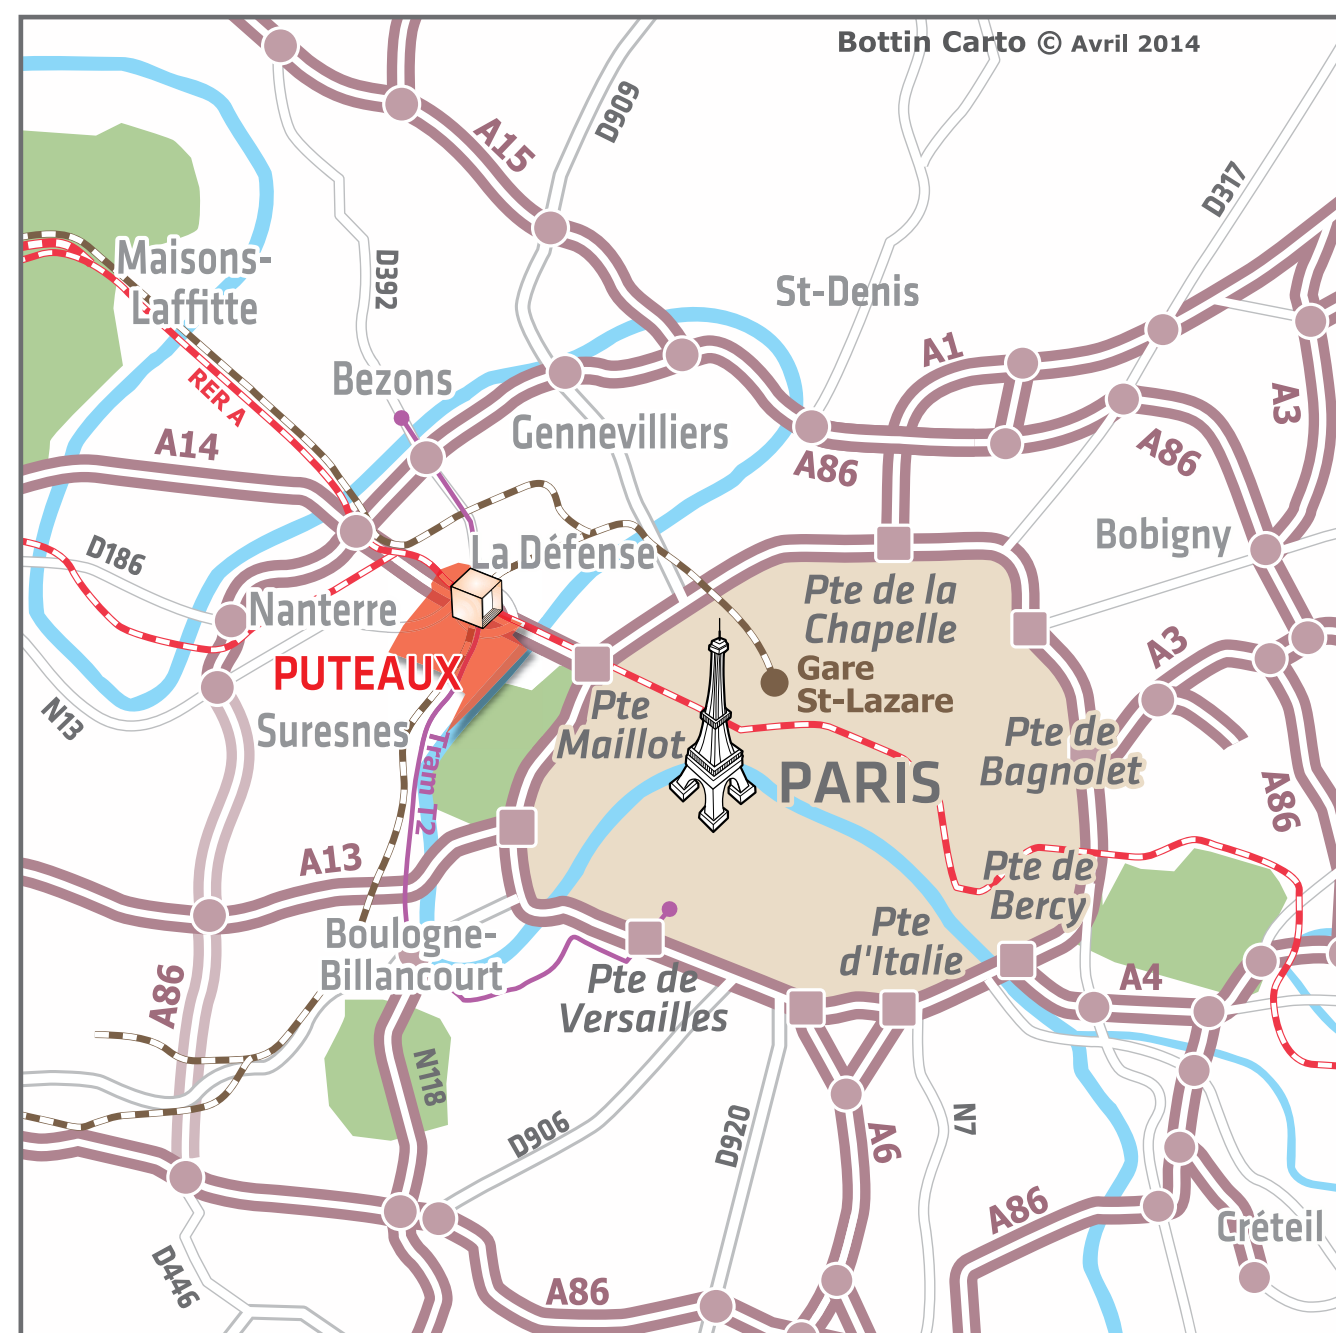 Bottin Carto © Avril 2014
A15
D909
D317
Maisons-
Laffitte
D392
St-Denis
A1
RER A
Bezons
A3
A14
Gennevilliers
A86
A86
D186
La Défense
Bobigny
Nanterre
Pte de la
Chapelle
PUTEAUX
Gare
St-Lazare
A3
N13
Suresnes
Pte
Maillot
Pte de
Bagnolet
Tram T2
PARIS
A86
A13
Pte de
Bercy
Boulogne-
Billancourt
Pte
d'Italie
A86
Pte de
Versailles
A4
N118
D906
D920
A6
N7
A86
Créteil
D446
A86